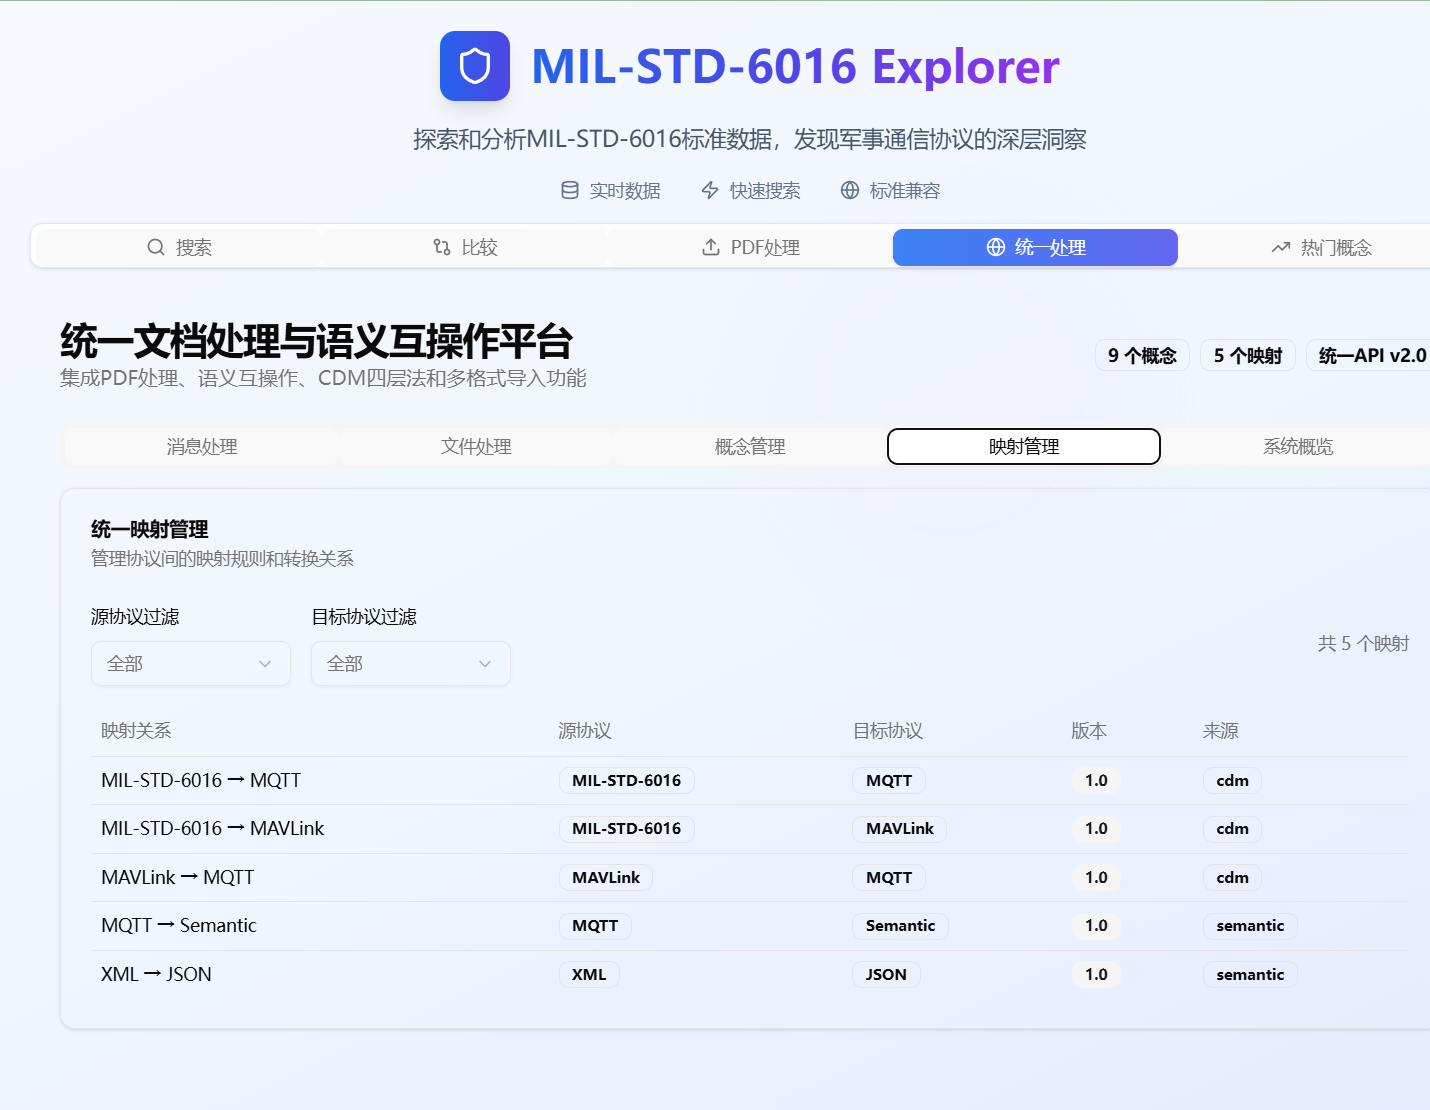 MIL-STD-6016 Explorer
探索和分析MIL-STD-6016标准数据，发现军事通信协议的深层洞察
实时数据 快速搜索 标准兼容
搜索 比较 PDF处理 统一处理 热门概念
统一文档处理与语义互操作平台
9 个概念 5 个映射 统一API v2.0
集成PDF处理、语义互操作、CDM四层法和多格式导入功能
消息处理 文件处理 概念管理 映射管理 系统概览
统一映射管理
管理协议间的映射规则和转换关系
源协议过滤 目标协议过滤
共 5 个映射
全部 全部
映射关系 源协议 目标协议 版本 来源
MIL-STD-6016 → MQTT MIL-STD-6016 MQTT 1.0 cdm
MIL-STD-6016 → MAVLink MIL-STD-6016 MAVLink 1.0 cdm
MAVLink → MQTT MAVLink MQTT 1.0 cdm
MQTT → Semantic MQTT Semantic 1.0 semantic
XML → JSON XML JSON 1.0 semantic